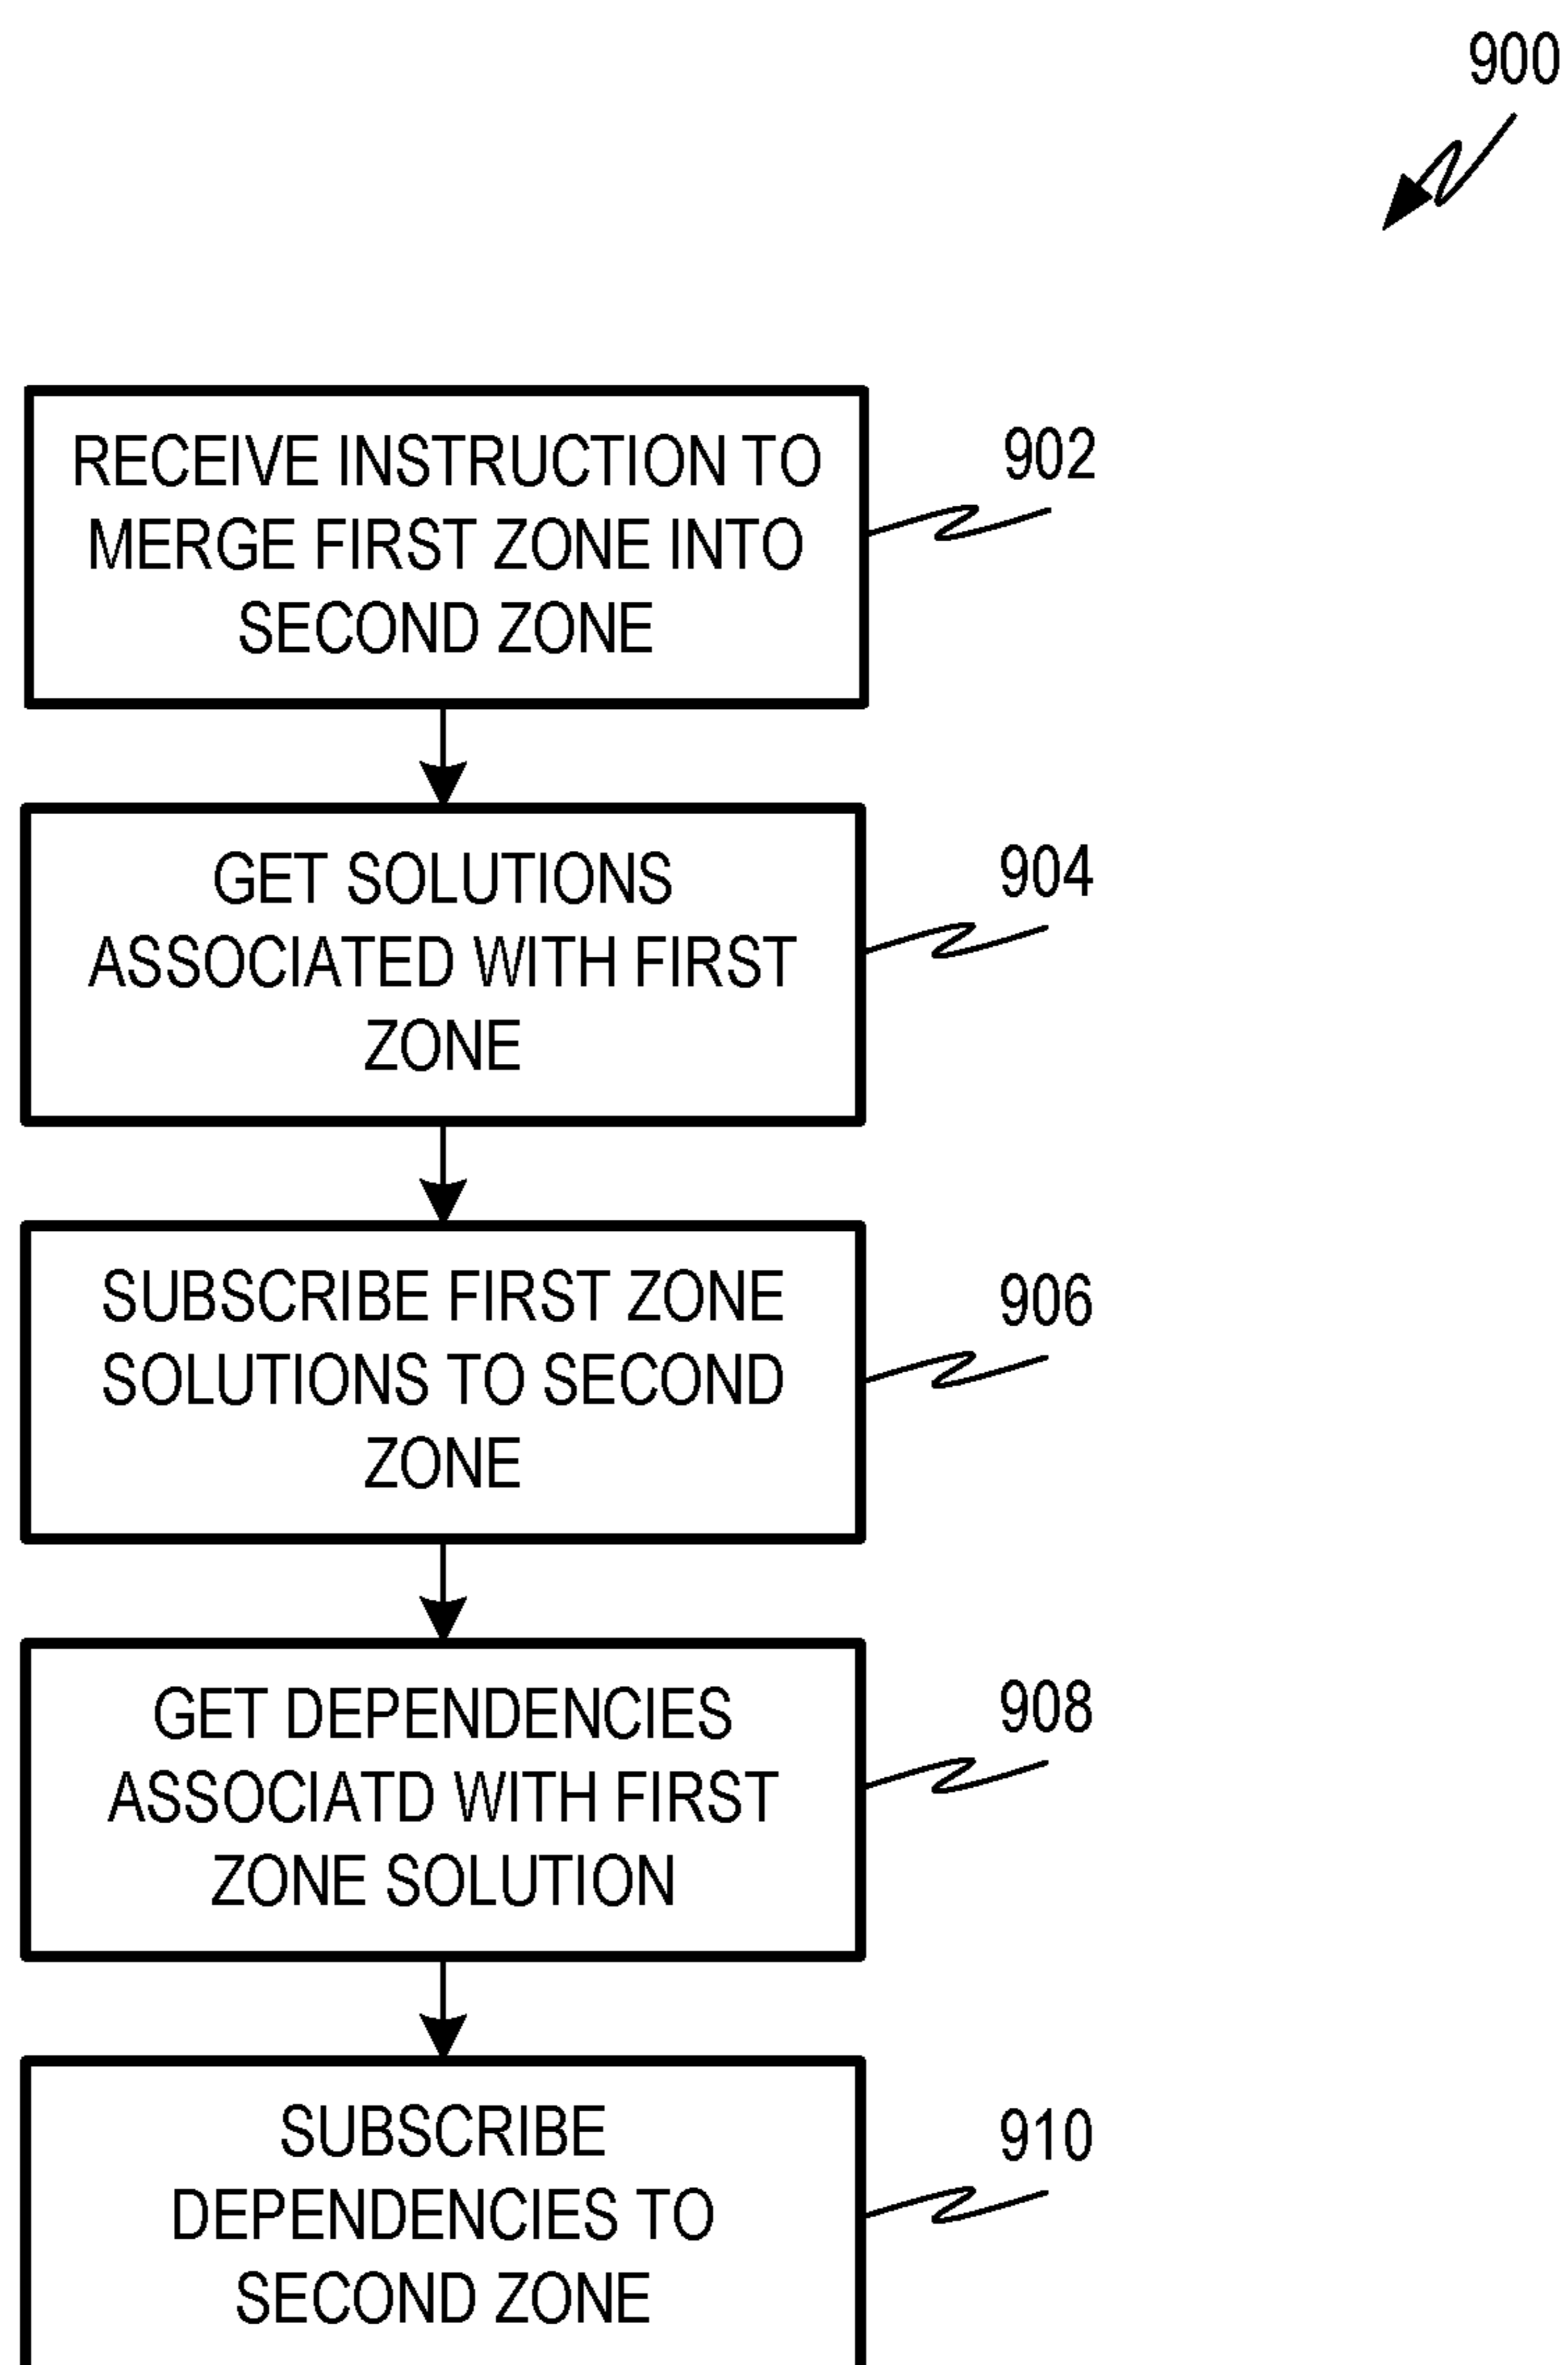 900
RECEIVE INSTRUCTION TO
MERGE FIRST ZONE INTO
SECOND ZONE
902
GET SOLUTIONS
ASSOCIATED WITH FIRST
ZONE
904
SUBSCRIBE FIRST ZONE
SOLUTIONS TO SECOND
ZONE
906
GET DEPENDENCIES
ASSOCIATD WITH FIRST
ZONE SOLUTION
908
SUBSCRIBE
DEPENDENCIES TO
SECOND ZONE
910